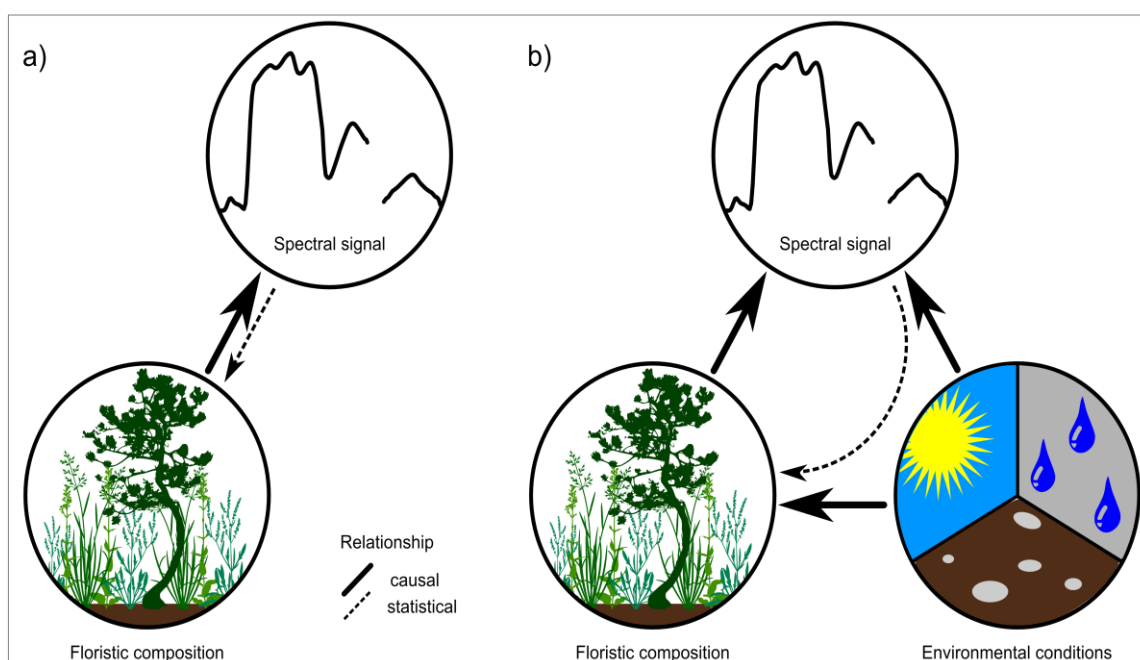 a)
Spectral signal
Floristic composition
Relationship
causal
statistical
b)
Spectral signal
Floristic composition
Environmental conditions